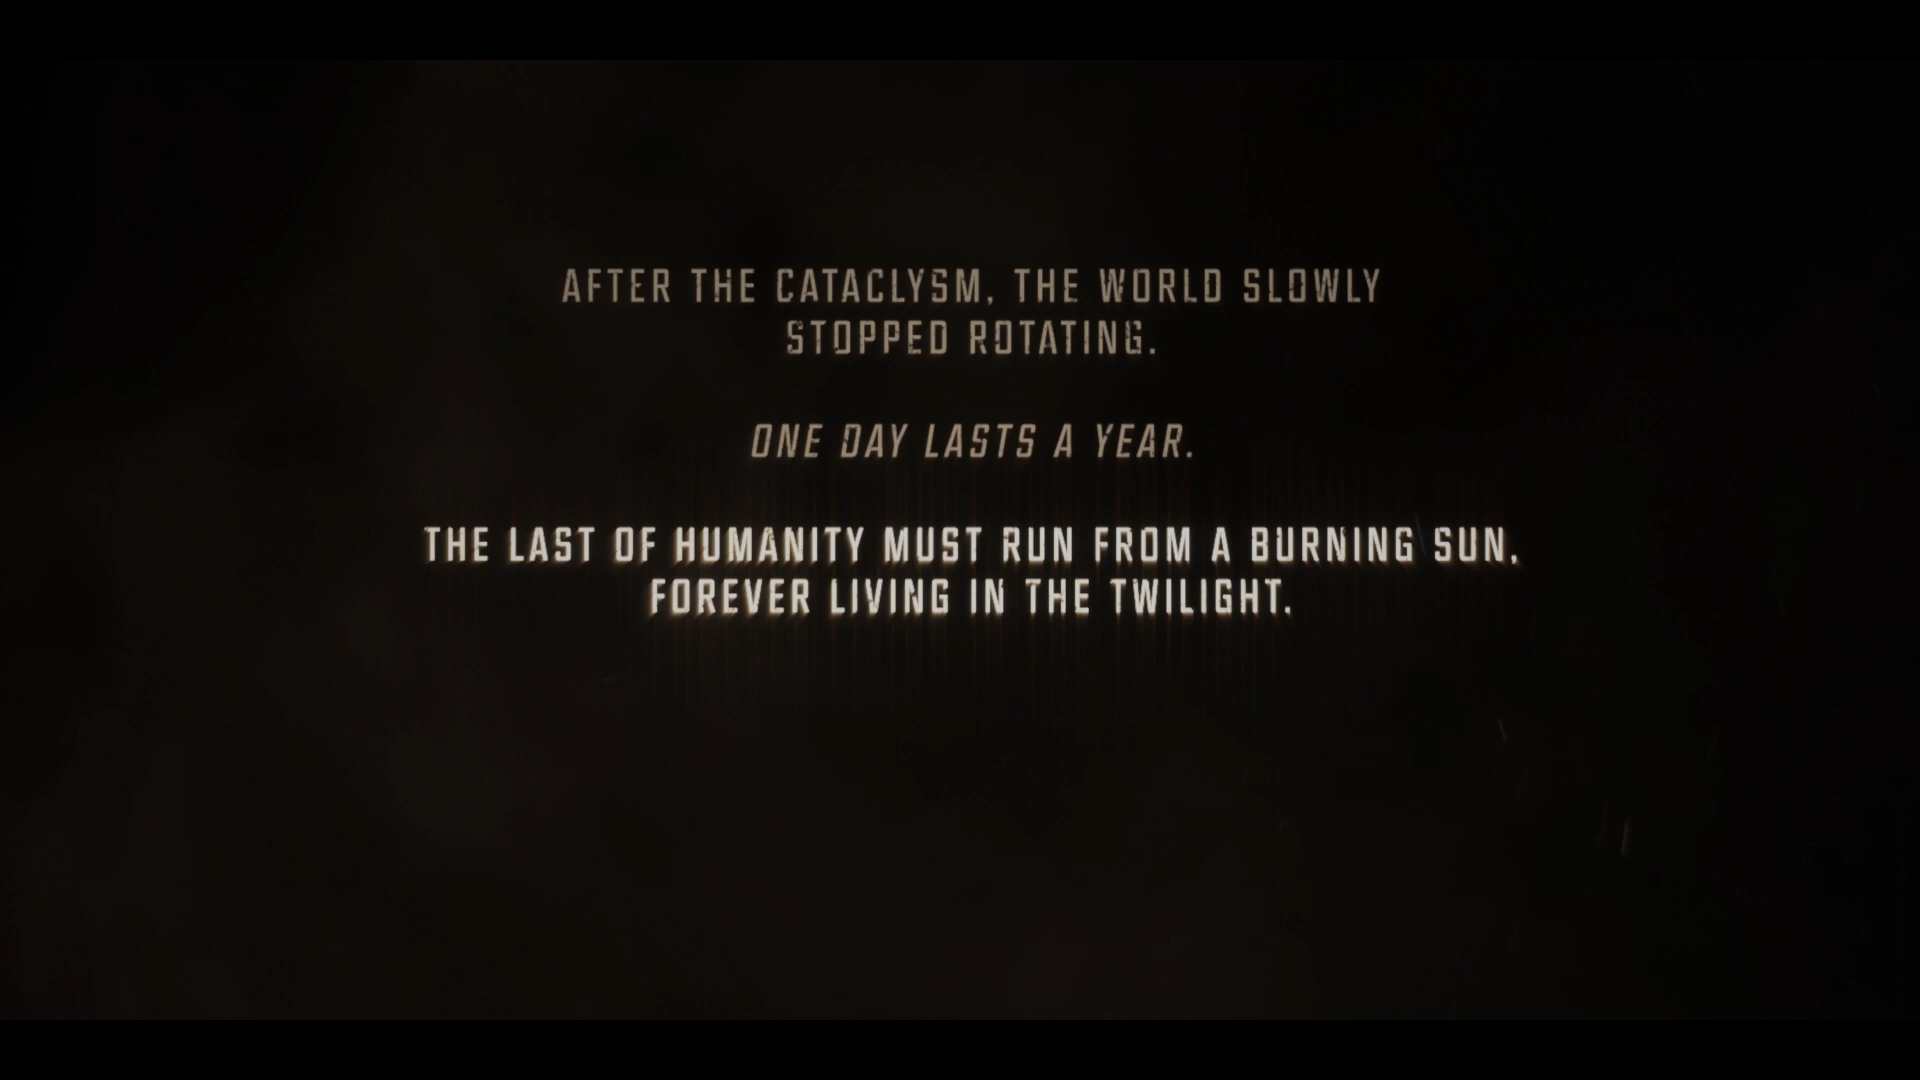 AFTER THE CATACLYSM, THE WORLD SLOWLY
STOPPED ROTATING.
ONE DAY LASTS A YEAR.
THE LAST OF HUMANITY MUST RUN FROM A BURNING SUN,
FOREVER LIVING IN THE TWILIGHT.